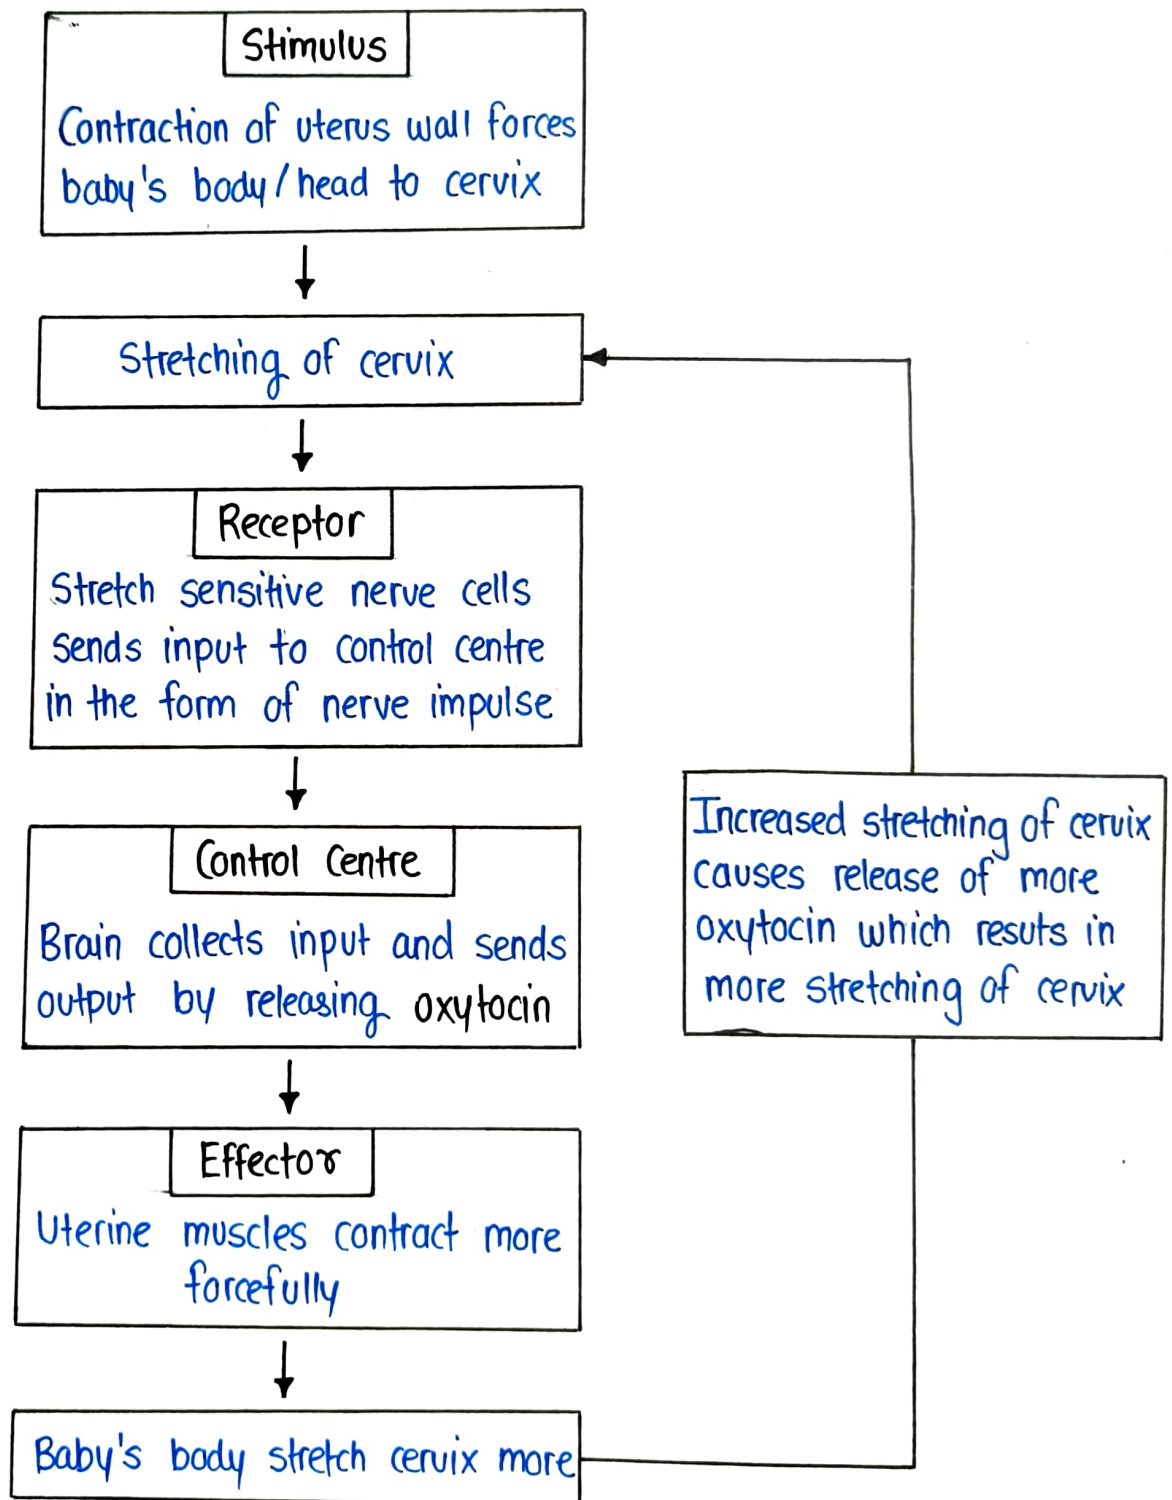 Stimulus
Contraction of uterus wall forces
baby's body/head to cervix
Stretching of cervix
Receptor
Stretch sensitive nerve cells
sends input to control centre
in the form of nerve impulse
Control Centre
Brain collects input and sends
output by releasing oxytocin
Effector
Uterine muscles contract more
forcefully
Baby's body stretch cervix more
Increased stretching of cervix
causes release of more
oxytocin which resuts in
more stretching of cervix